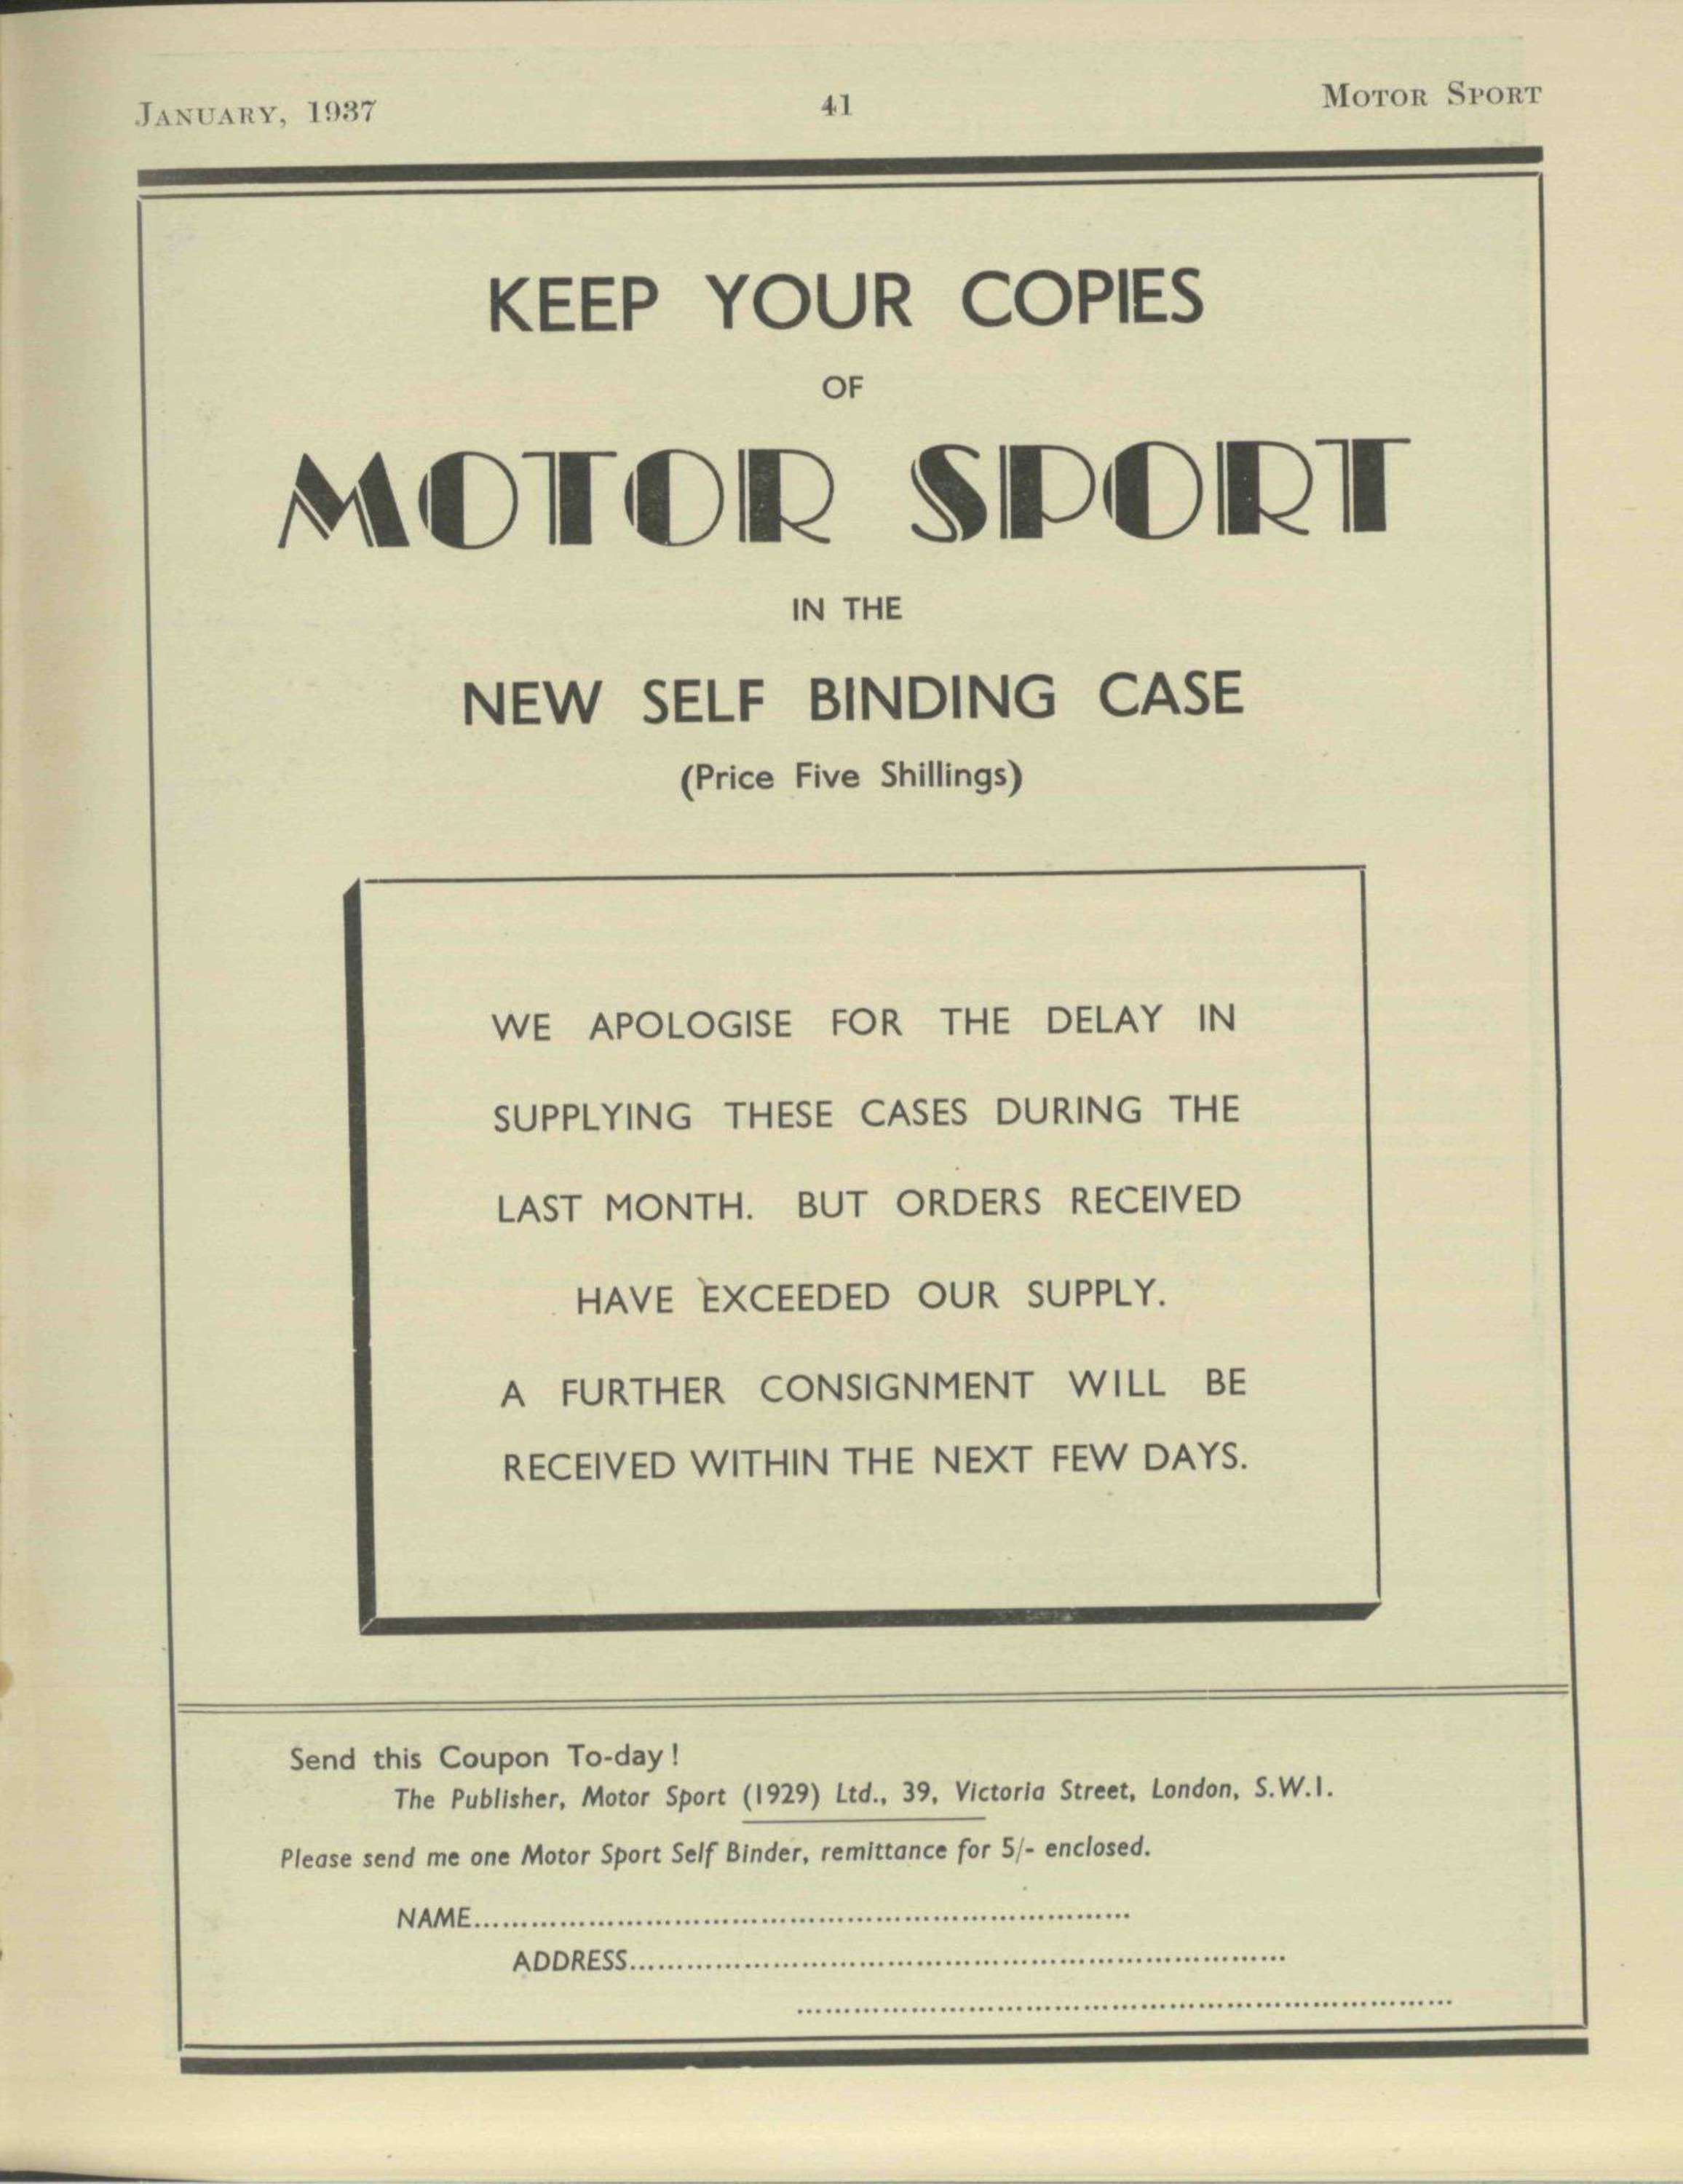 JANUARY, 1937
41
MOTOR SPORT
KEEP YOUR COPIES
OF
MOTOR SPORT
IN THE
NEW SELF BINDING CASE
(Price Five Shillings)
WE APOLOGISE FOR THE DELAY IN
SUPPLYING THESE CASES DURING THE
LAST MONTH. BUT ORDERS RECEIVED
HAVE EXCEEDED OUR SUPPLY.
A FURTHER CONSIGNMENT WILL BE
RECEIVED WITHIN THE NEXT FEW DAYS.
Send this Coupon To-day!
The Publisher, Motor Sport (1929) Ltd., 39, Victoria Street, London, S.W.1.
Please send me one Motor Sport Self Binder, remittance for 5/- enclosed.
NAME..........................................................................
ADDRESS..........................................................................
..........................................................................